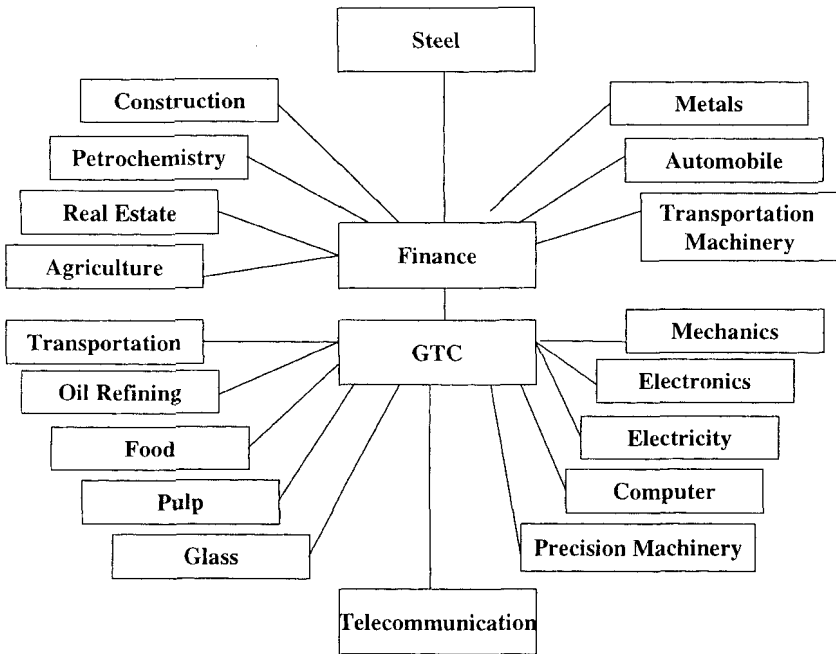 Steel
Construction
Metals
Petrochemistry
Automobile
Real Estate
Transportation
Machinery
Finance
Agriculture
Transportation
GTC
Mechanics
Oil Refining
Electronics
Food
Electricity
Pulp
Computer
Glass
Precision Machinery
Telecommunication